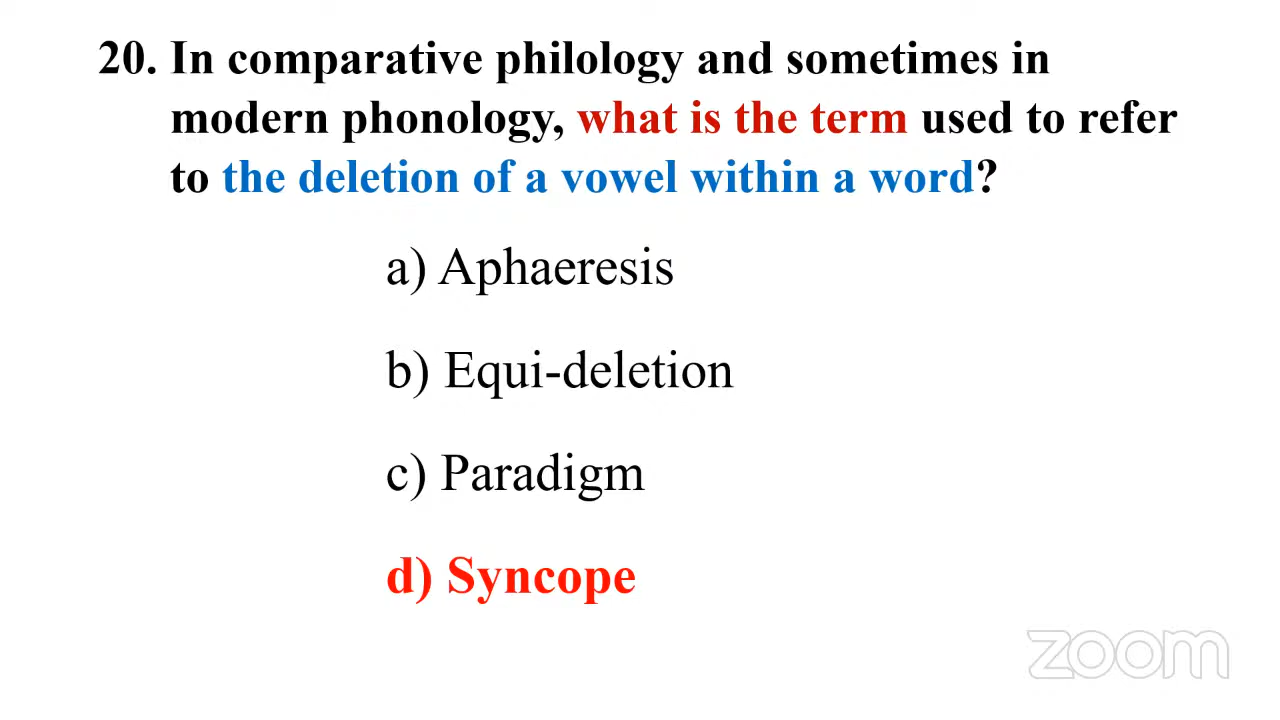 20. In comparative philology and sometimes in
modern phonology, what is the term used to refer
to the deletion of a vowel within a word?
a) Aphaeresis
b) Equi-deletion
c) Paradigm
d) Syncope
zoom